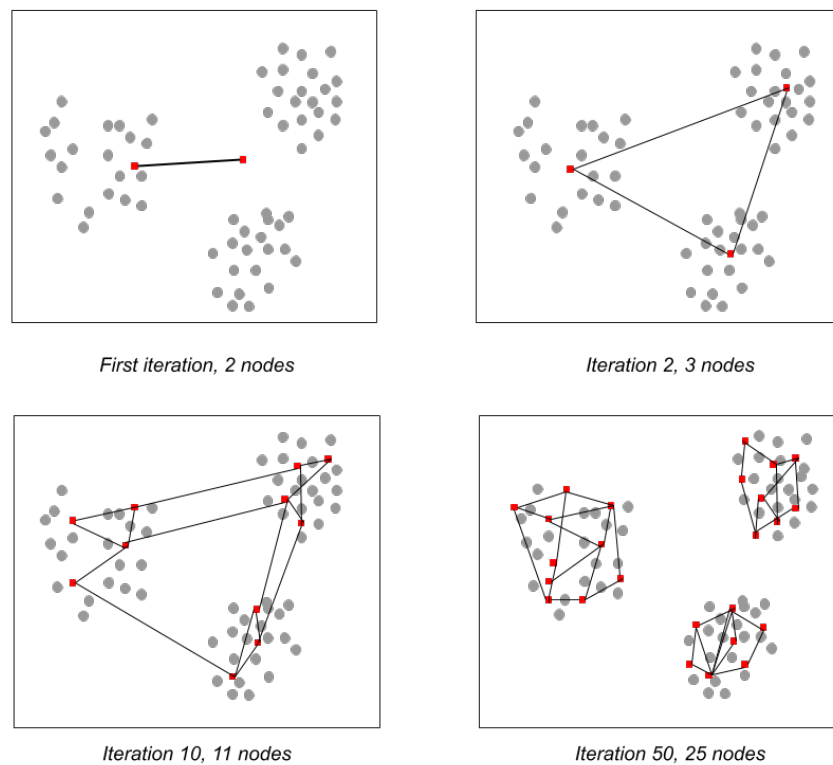 First iteration, 2 nodes
Iteration 2, 3 nodes
Iteration 10, 11 nodes
Iteration 50, 25 nodes